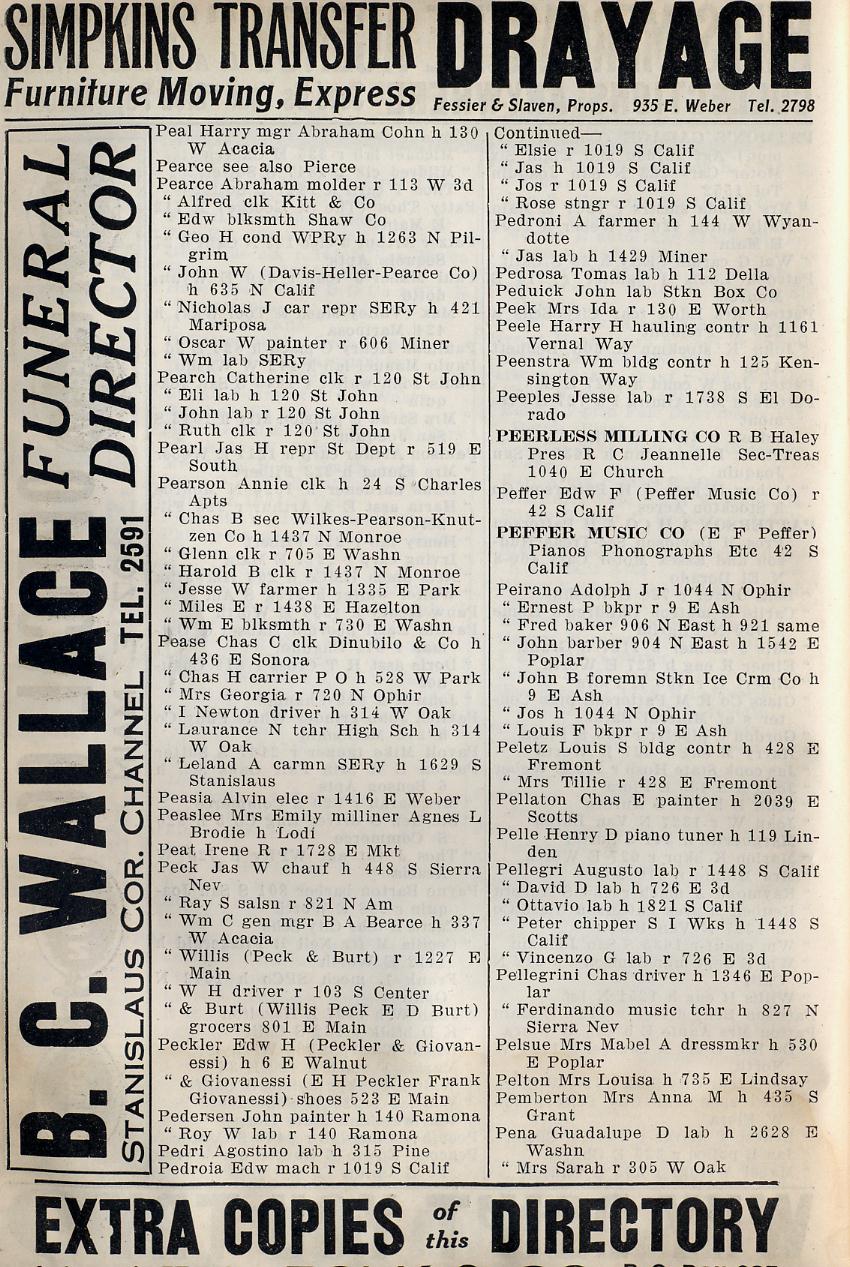 SIMPKINS TRANSFER DRAYAGE
Furniture Moving, Express Fessier & Slaven, Props. 935 E. Weber Tel. 2798
B. C. WALLACE FUNERAL DIRECTOR
STANISLAUS COR. CHANNEL TEL. 2591
Peal Harry mgr Abraham Cohn h 130
W Acacia
Pearce see also Pierce
Pearce Abraham molder r 113 W 3d
“ Alfred clk Kitt & Co
“ Edw blksmth Shaw Co
“ Geo H cond WPRy h 1263 N Pil-
grim
“ John W (Davis-Heller-Pearce Co)
h 635 N Calif
“ Nicholas J car repr SERy h 421
Mariposa
“ Oscar W painter r 606 Miner
“ Wm lab SERy
Pearch Catherine clk r 120 St John
“ Eli lab h 120 St John
“ John lab r 120 St John
“ Ruth clk r 120 St John
Pearl Jas H repr St Dept r 519 E
South
Pearson Annie clk h 24 S Charles
Apts
“ Chas B sec Wilkes-Pearson-Knut-
zen Co h 1437 N Monroe
“ Glenn clk r 705 E Washn
“ Harold B clk r 1437 N Monroe
“ Jesse W farmer h 1335 E Park
“ Miles E r 1438 E Hazelton
“ Wm E blksmth r 730 E Washn
Pease Chas C clk Dinubilo & Co h
436 E Sonora
“ Chas H carrier P O h 528 W Park
“ Mrs Georgia r 720 N Ophir
“ I Newton driver h 314 W Oak
“ Laurance N tchr High Sch h 314
W Oak
“ Leland A carmn SERy h 1629 S
Stanislaus
Peasia Alvin elec r 1416 E Weber
Peaslee Mrs Emily milliner Agnes L
Brodie h Lodi
Peat Irene R r 1728 E Mkt
Peck Jas W chauf h 448 S Sierra
Nev
“ Ray S salsn r 821 N Am
“ Wm C gen mgr B A Bearce h 337
W Acacia
“ Willis (Peck & Burt) r 1227 E
Main
“ W H driver r 103 S Center
“ & Burt (Willis Peck E D Burt)
grocers 801 E Main
Peckler Edw H (Peckler & Giovan-
essi) h 6 E Walnut
“ & Giovanessi (E H Peckler Frank
Giovanessi) shoes 523 E Main
Pedersen John painter h 140 Ramona
“ Roy W lab r 140 Ramona
Pedri Agostino lab h 315 Pine
Pedroia Edw mach r 1019 S Calif
Continued—
“ Elsie r 1019 S Calif
“ Jas h 1019 S Calif
“ Jos r 1019 S Calif
“ Rose stngr r 1019 S Calif
Pedroni A farmer h 144 W Wyan-
dotte
“ Jas lab h 1429 Miner
Pedrosa Tomas lab h 112 Della
Peduick John lab Stkn Box Co
Peek Mrs Ida r 130 E Worth
Peele Harry H hauling contr h 1161
Vernal Way
Peenstra Wm bldg contr h 125 Ken-
sington Way
Peeples Jesse lab r 1738 S El Do-
rado
PEERLESS MILLING CO R B Haley
Pres R C Jeannelle Sec-Treas
1040 E Church
Peffer Edw F (Peffer Music Co) r
42 S Calif
PEFFER MUSIC CO (E F Peffer)
Pianos Phonographs Etc 42 S
Calif
Peirano Adolph J r 1044 N Ophir
“ Ernest P bkpr r 9 E Ash
“ Fred baker 906 N East h 921 same
“ John barber 904 N East h 1542 E
Poplar
“ John B foremn Stkn Ice Crm Co h
9 E Ash
“ Jos h 1044 N Ophir
“ Louis F bkpr r 9 E Ash
Peletz Louis S bldg contr h 428 E
Fremont
“ Mrs Tillie r 428 E Fremont
Pellaton Chas E painter h 2039 E
Scotts
Pelle Henry D piano tuner h 119 Lin-
den
Pellegri Augusto lab r 1448 S Calif
“ David D lab h 726 E 3d
“ Ottavio lab h 1821 S Calif
“ Peter chipper S I Wks h 1448 S
Calif
“ Vincenzo G lab r 726 E 3d
Pellegrini Chas driver h 1346 E Pop-
lar
“ Ferdinando music tchr h 827 N
Sierra Nev
Pelsue Mrs Mabel A dressmkr h 530
E Poplar
Pelton Mrs Louisa h 735 E Lindsay
Pemberton Mrs Anna M h 435 S
Grant
Pena Guadalupe D lab h 2628 E
Washn
“ Mrs Sarah r 305 W Oak
EXTRA COPIES of this DIRECTORY